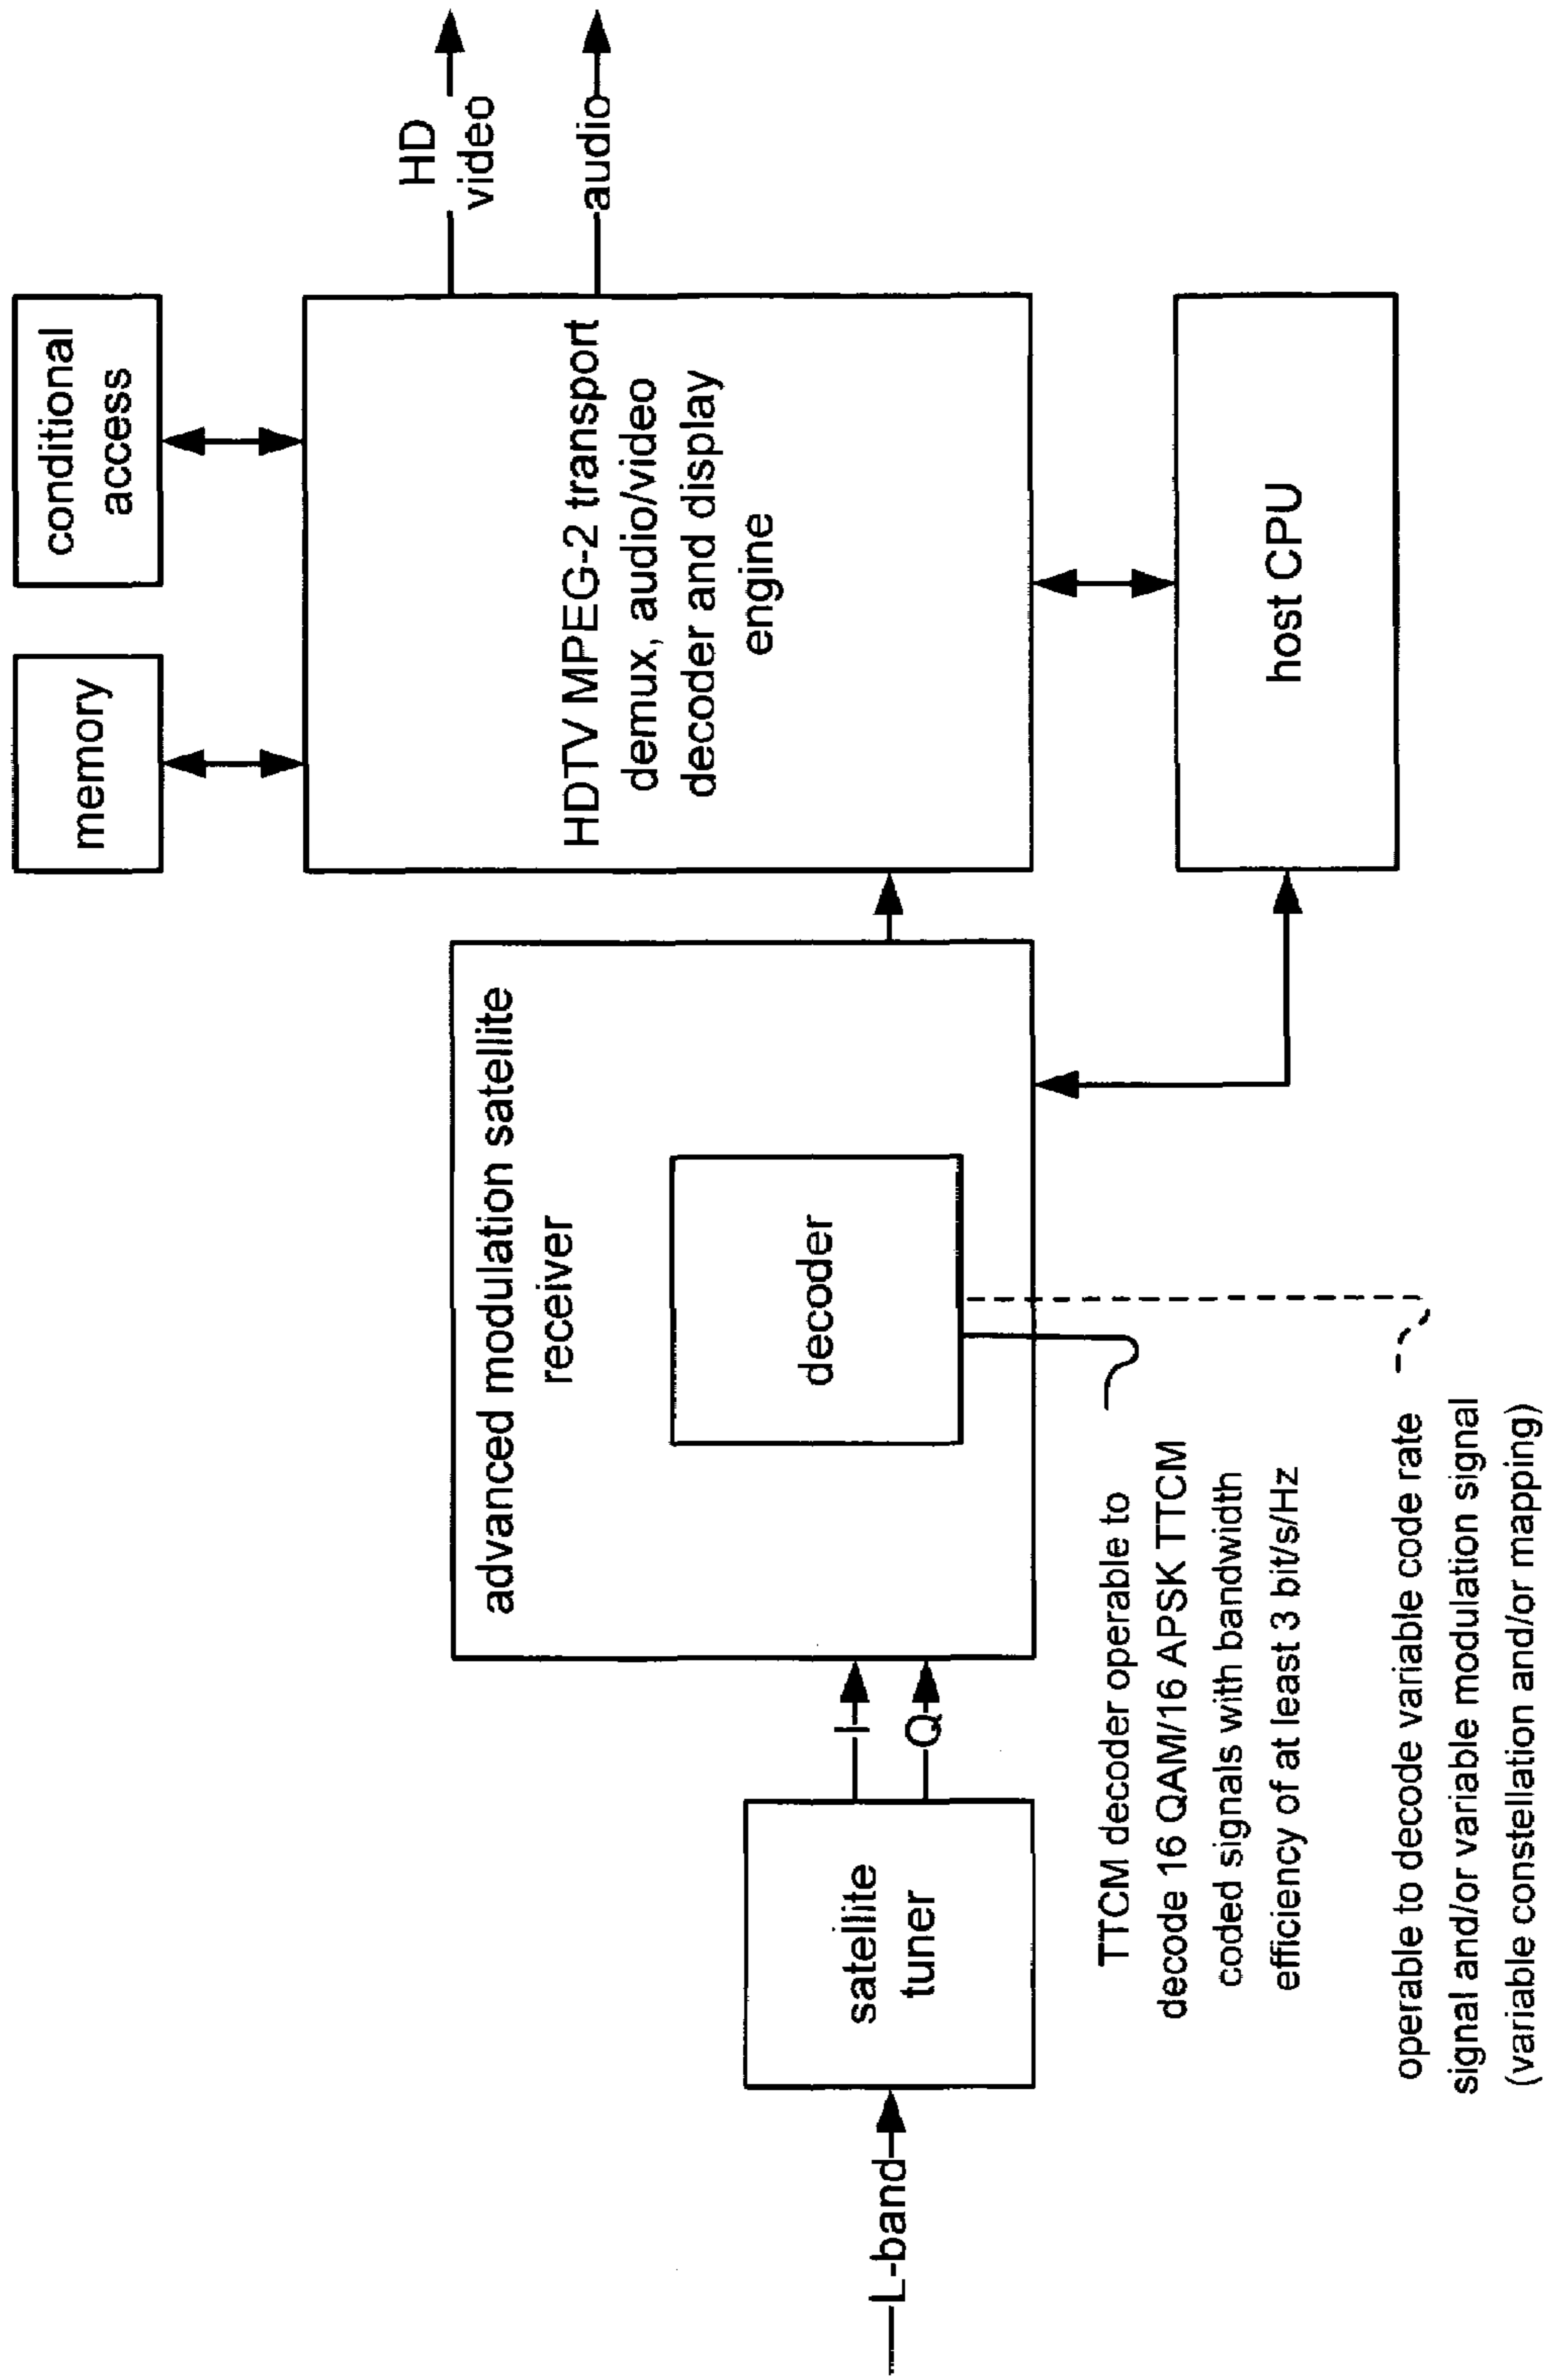 L-band
satellite
tuner
I
Q
advanced modulation satellite
receiver
decoder
TTCM decoder operable to
decode 16 QAM/16 APSK TTCM
coded signals with bandwidth
efficiency of at least 3 bit/s/Hz
operable to decode variable code rate
signal and/or variable modulation signal
(variable constellation and/or mapping)
memory
conditional
access
HDTV MPEG-2 transport
demux, audio/video
decoder and display
engine
host CPU
HD
video
audio